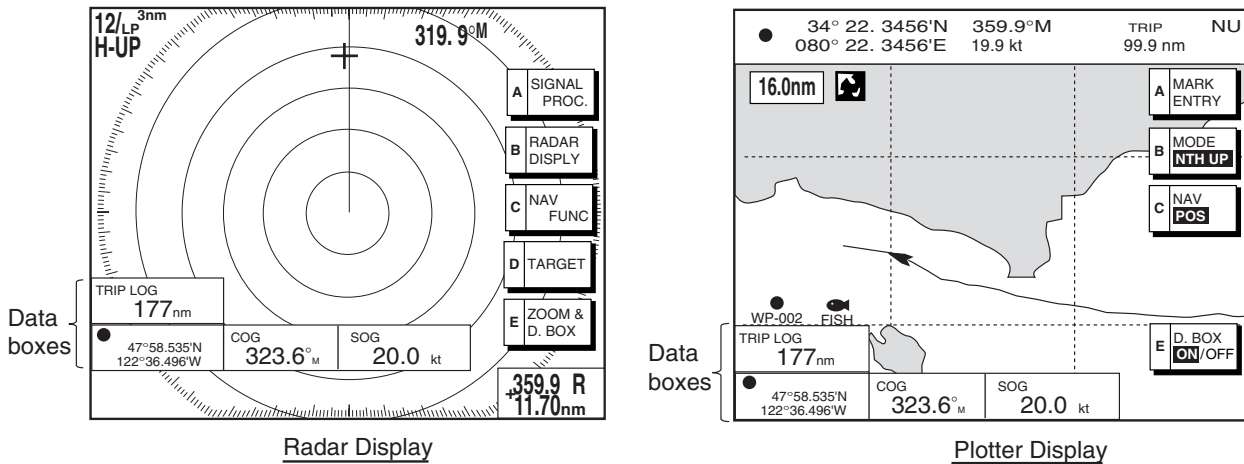 12/LP 3nm
H-UP
319. 9°M
A SIGNAL
PROC.
B RADAR
DISPLY
C NAV
FUNC
D TARGET
E ZOOM &
D. BOX
Data
boxes
TRIP LOG
177nm
47°58.535'N
122°36.496'W
COG
323.6°M
SOG
20.0 kt
+359.9 R
11.70nm
Radar Display
34° 22. 3456'N 359.9°M TRIP NU
080° 22. 3456'E 19.9 kt 99.9 nm
16.0nm
A MARK
ENTRY
B MODE
NTH UP
C NAV
POS
WP-002 FISH
E D. BOX
ON/OFF
Data
boxes
TRIP LOG
177nm
47°58.535'N
122°36.496'W
COG
323.6°M
SOG
20.0 kt
Plotter Display